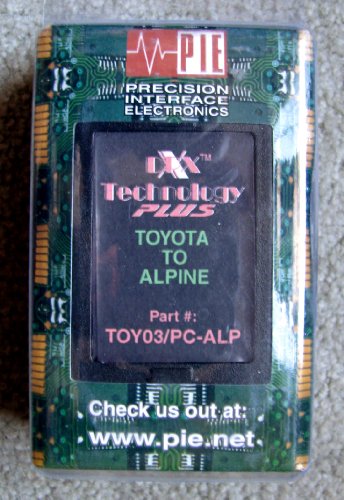 PIE
PRECISION
INTERFACE
ELECTRONICS
Technology
PLUS
TOYOTA
TO
ALPINE
Part #:
TOY03/PC-ALP
Check us out at:
www.pie.net